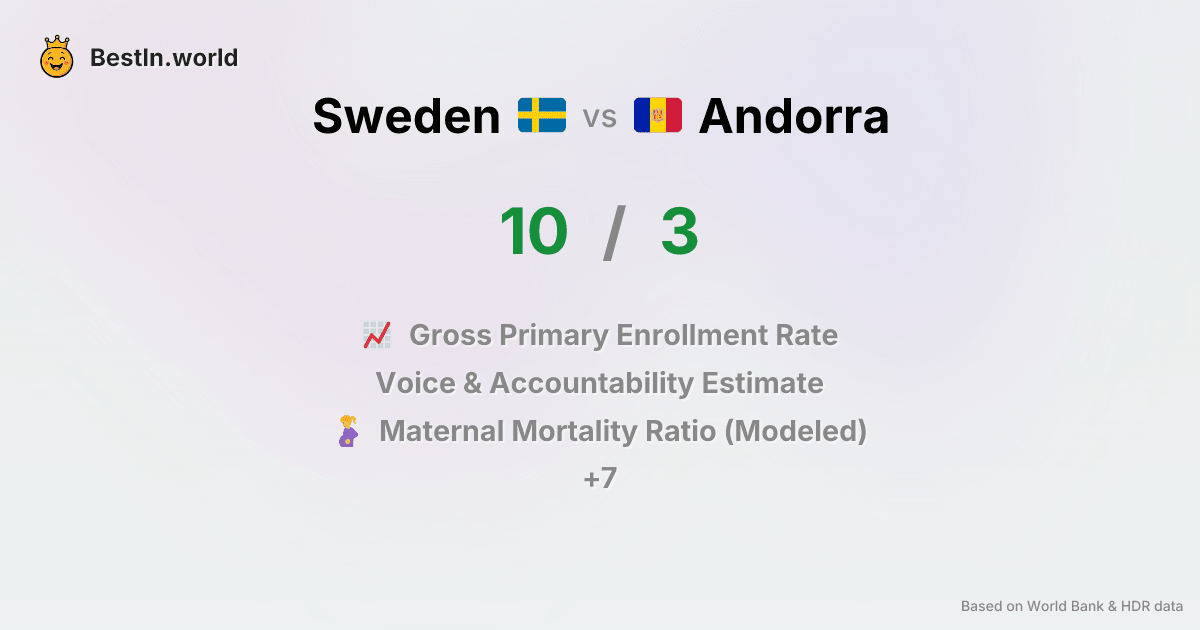 BestIn.world
Sweden vs Andorra
10 / 3
Gross Primary Enrollment Rate
Voice & Accountability Estimate
Maternal Mortality Ratio (Modeled)
+7
Based on World Bank & HDR data